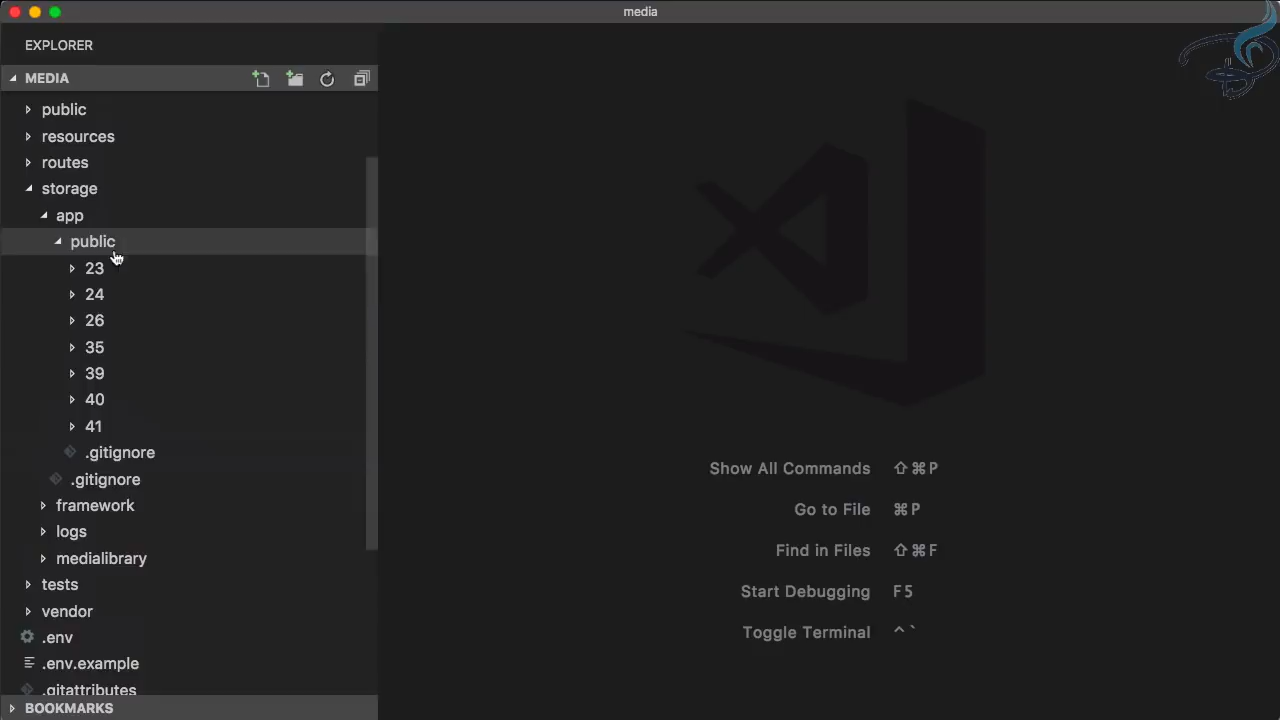 media
EXPLORER
MEDIA
public
resources
routes
storage
app
public
23
24
26
35
39
40
41
.gitignore
.gitignore
framework
logs
medialibrary
tests
vendor
.env
.env.example
.gitattributes
BOOKMARKS
Show All Commands ⇧⌘P
Go to File ⌘P
Find in Files ⇧⌘F
Start Debugging F5
Toggle Terminal ^`